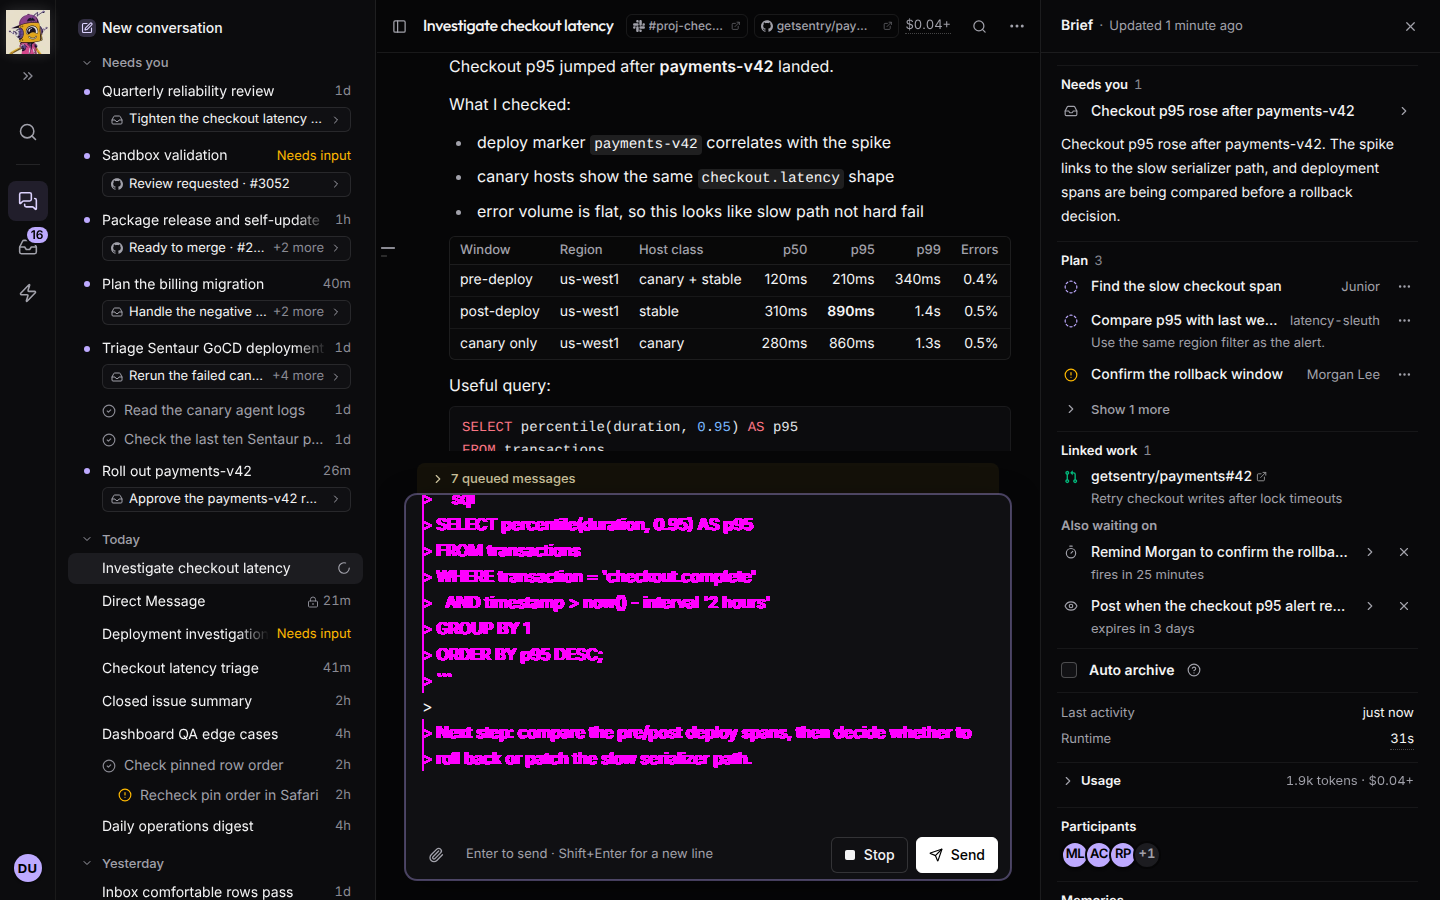 New conversation
Needs you
Quarterly reliability review 1d
Tighten the checkout latency ...
Sandbox validation Needs input
Review requested · #3052
Package release and self-update 1h
Ready to merge · #2... +2 more
Plan the billing migration 40m
Handle the negative ... +2 more
Triage Sentaur GoCD deployment 1d
Rerun the failed can... +4 more
Read the canary agent logs 1d
Check the last ten Sentaur p... 1d
Roll out payments-v42 26m
Approve the payments-v42 r...
Today
Investigate checkout latency
Direct Message 21m
Deployment investigation Needs input
Checkout latency triage 41m
Closed issue summary 2h
Dashboard QA edge cases 4h
Check pinned row order 2h
Recheck pin order in Safari 2h
Daily operations digest 4h
Yesterday
Inbox comfortable rows pass 1d
16
DU
Investigate checkout latency #proj-chec... getsentry/pay... $0.04+
Checkout p95 jumped after payments-v42 landed.
What I checked:
• deploy marker payments-v42 correlates with the spike
• canary hosts show the same checkout.latency shape
• error volume is flat, so this looks like slow path not hard fail
Window Region Host class p50 p95 p99 Errors
pre-deploy us-west1 canary + stable 120ms 210ms 340ms 0.4%
post-deploy us-west1 stable 310ms 890ms 1.4s 0.5%
canary only us-west1 canary 280ms 860ms 1.3s 0.5%
Useful query:
SELECT percentile(duration, 0.95) AS p95
FROM transactions
7 queued messages
> sql
> SELECT percentile(duration, 0.95) AS p95
> FROM transactions
> WHERE transaction = 'checkout.complete'
> AND timestamp > now() - interval '2 hours'
> GROUP BY 1
> ORDER BY p95 DESC;
> ```
>
> Next step: compare the pre/post deploy spans, then decide whether to
> roll back or patch the slow serializer path.
Enter to send · Shift+Enter for a new line
Stop
Send
Brief · Updated 1 minute ago
Needs you 1
Checkout p95 rose after payments-v42
Checkout p95 rose after payments-v42. The spike
links to the slow serializer path, and deployment
spans are being compared before a rollback
decision.
Plan 3
Find the slow checkout span Junior
Compare p95 with last we... latency-sleuth
Use the same region filter as the alert.
Confirm the rollback window Morgan Lee
Show 1 more
Linked work 1
getsentry/payments#42
Retry checkout writes after lock timeouts
Also waiting on
Remind Morgan to confirm the rollba...
fires in 25 minutes
Post when the checkout p95 alert re...
expires in 3 days
Auto archive
Last activity just now
Runtime 31s
Usage 1.9k tokens · $0.04+
Participants
ML AC RP +1